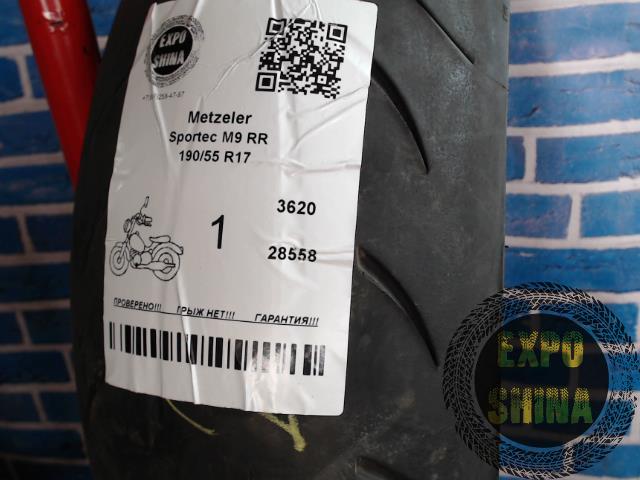 EXPO
SHINA
Metzeler
Sportec M9 RR
190/55 R17
1
3620
28558
ПРОВЕРЕНО!!! ГРЫЖ НЕТ!!! ГАРАНТИЯ!!!
EXPO
SHINA